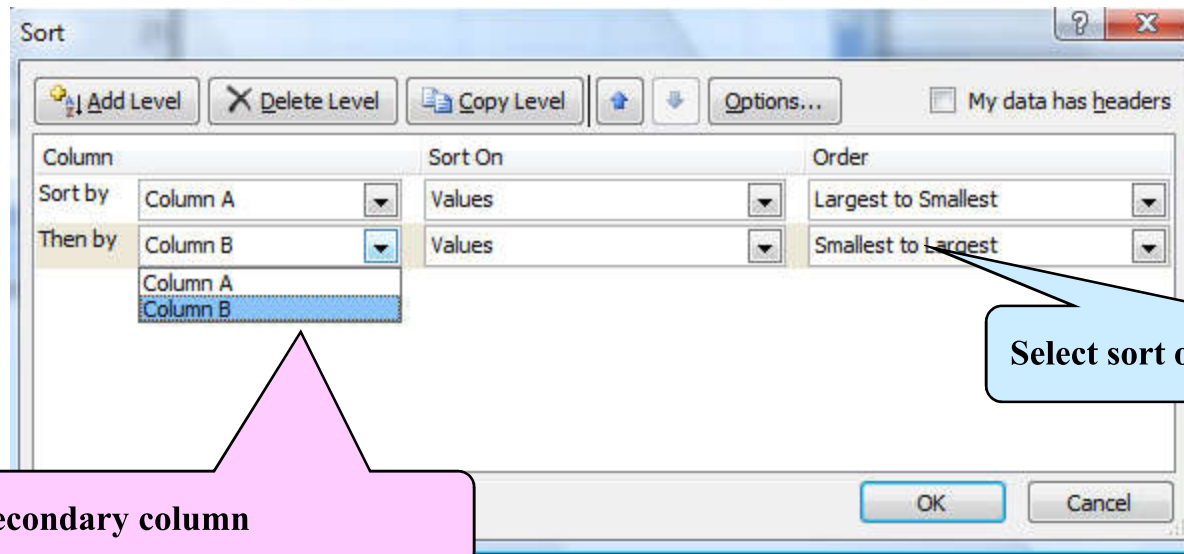 Sort
Add Level Delete Level Copy Level Options... My data has headers
Column Sort On Order
Sort by Column A Values Largest to Smallest
Then by Column B Values Smallest to Largest
Column A
Column B
Select sort
OK Cancel
column